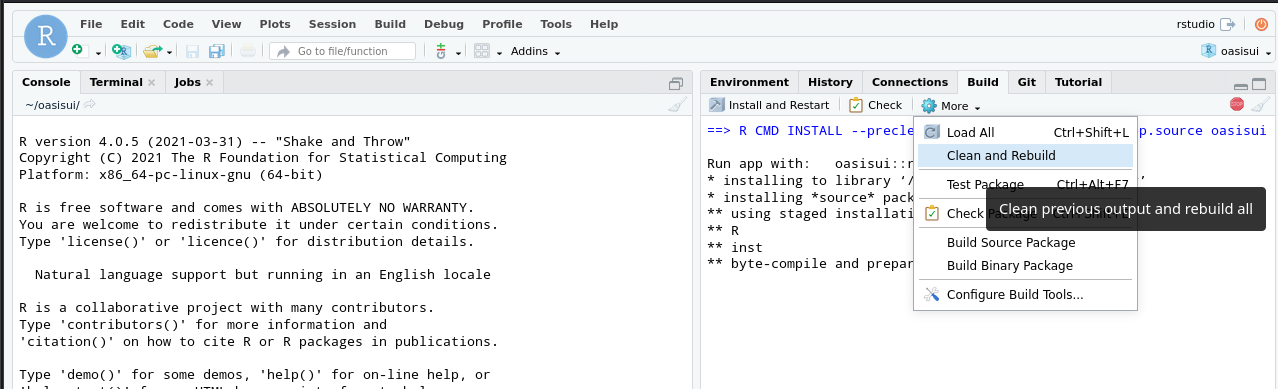 R
File Edit Code View Plots Session Build Debug Profile Tools Help
rstudio
Go to file/function
Addins
oasisui
Console Terminal Jobs
~/oasisui/
R version 4.0.5 (2021-03-31) -- "Shake and Throw"
Copyright (C) 2021 The R Foundation for Statistical Computing
Platform: x86_64-pc-linux-gnu (64-bit)
R is free software and comes with ABSOLUTELY NO WARRANTY.
You are welcome to redistribute it under certain conditions.
Type 'license()' or 'licence()' for distribution details.
Natural language support but running in an English locale
R is a collaborative project with many contributors.
Type 'contributors()' for more information and
'citation()' on how to cite R or R packages in publications.
Type 'demo()' for some demos, 'help()' for on-line help, or
Environment History Connections Build Git Tutorial
Install and Restart Check More
==> R CMD INSTALL --precle p.source oasisui
Run app with: oasisui::r
* installing to library ‘/ ’
* installing *source* pack
** using staged installati
** R
** inst
** byte-compile and prepar
Load All Ctrl+Shift+L
Clean and Rebuild
Test Package Ctrl+Alt+F7
Clean previous output and rebuild all
Check Package
Build Source Package
Build Binary Package
Configure Build Tools...